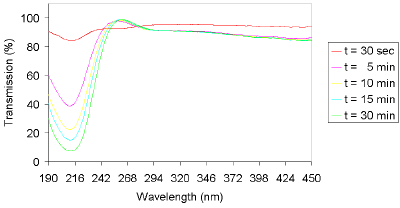 Transmission (%)
100
80
60
40
20
0
190 216 242 268 294 320 346 372 398 424 450
Wavelength (nm)
t = 30 sec
t = 5 min
t = 10 min
t = 15 min
t = 30 min